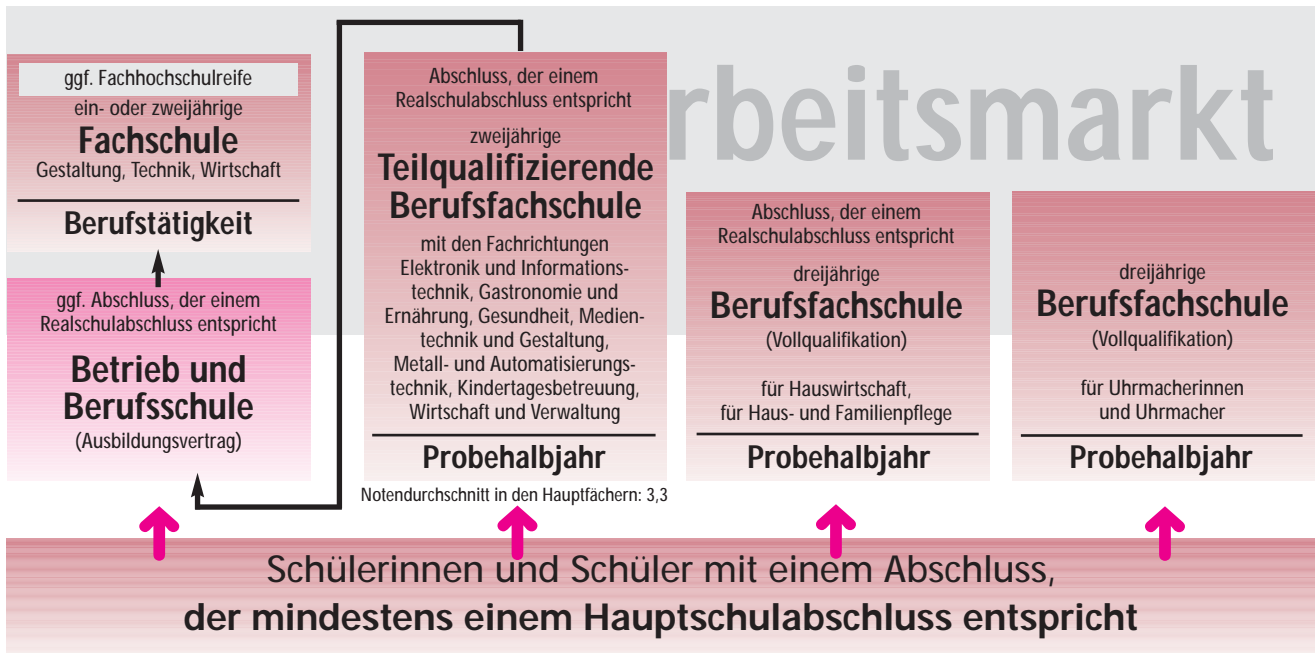 rbeitsmarkt
ggf. Fachhochschulreife
ein- oder zweijährige
Fachschule
Gestaltung, Technik, Wirtschaft
Berufstätigkeit
ggf. Abschluss, der einem
Realschulabschluss entspricht
Betrieb und
Berufsschule
(Ausbildungsvertrag)
Abschluss, der einem
Realschulabschluss entspricht
zweijährige
Teilqualifizierende
Berufsfachschule
mit den Fachrichtungen
Elektronik und Informations-
technik, Gastronomie und
Ernährung, Gesundheit, Medien-
technik und Gestaltung,
Metall- und Automatisierungs-
technik, Kindertagesbetreuung,
Wirtschaft und Verwaltung
Probehalbjahr
Notendurchschnitt in den Hauptfächern: 3,3
Abschluss, der einem
Realschulabschluss entspricht
dreijährige
Berufsfachschule
(Vollqualifikation)
für Hauswirtschaft,
für Haus- und Familienpflege
Probehalbjahr
dreijährige
Berufsfachschule
(Vollqualifikation)
für Uhrmacherinnen
und Uhrmacher
Probehalbjahr
Schülerinnen und Schüler mit einem Abschluss,
der mindestens einem Hauptschulabschluss entspricht